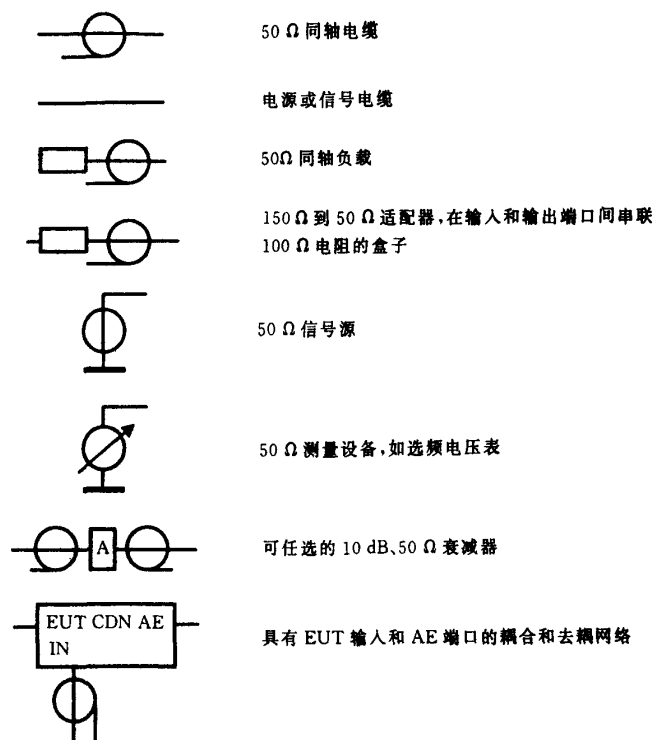 50 Ω 同轴电缆
电源或信号电缆
50Ω 同轴负载
150 Ω 到 50 Ω 适配器,在输入和输出端口间串联
100 Ω 电阻的盒子
50 Ω 信号源
50 Ω 测量设备,如选频电压表
A
可任选的 10 dB、50 Ω 衰减器
EUT CDN AE
IN
具有 EUT 输入和 AE 端口的耦合和去耦网络